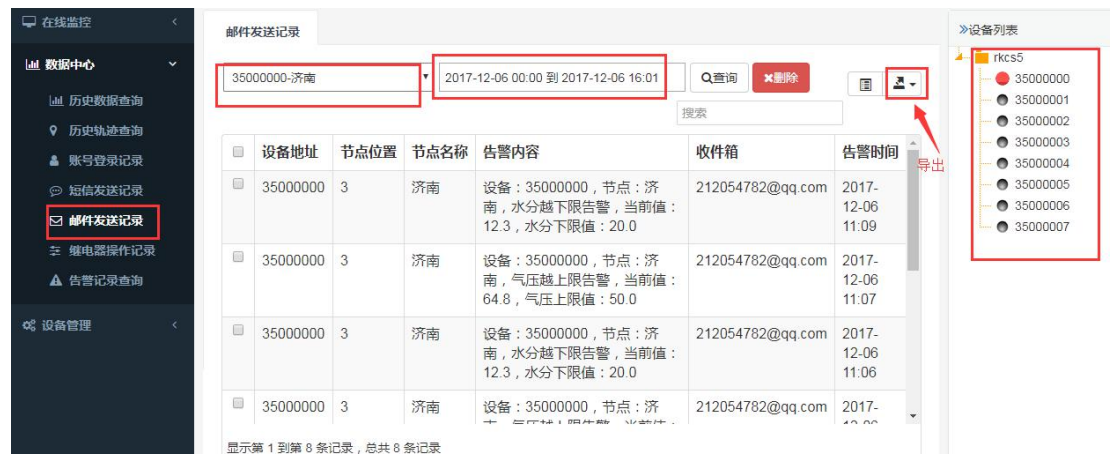 在线监控
数据中心
历史数据查询
历史轨迹查询
账号登录记录
短信发送记录
邮件发送记录
继电器操作记录
告警记录查询
设备管理
邮件发送记录
35000000-济南
2017-12-06 00:00 到 2017-12-06 16:01
查询
删除
搜索
导出
设备地址 节点位置 节点名称 告警内容 收件箱 告警时间
35000000 3 济南 设备：35000000，节点：济 212054782@qq.com 2017-
南，水分越下限告警，当前值： 12-06
12.3，水分下限值：20.0 11:09
35000000 3 济南 设备：35000000，节点：济 212054782@qq.com 2017-
南，气压越上限告警，当前值： 12-06
64.8，气压上限值：50.0 11:07
35000000 3 济南 设备：35000000，节点：济 212054782@qq.com 2017-
南，水分越下限告警，当前值： 12-06
12.3，水分下限值：20.0 11:06
35000000 3 济南 设备：35000000，节点：济 212054782@qq.com 2017-
显示第 1 到第 8 条记录，总共 8 条记录
设备列表
rkcs5
35000000
35000001
35000002
35000003
35000004
35000005
35000006
35000007